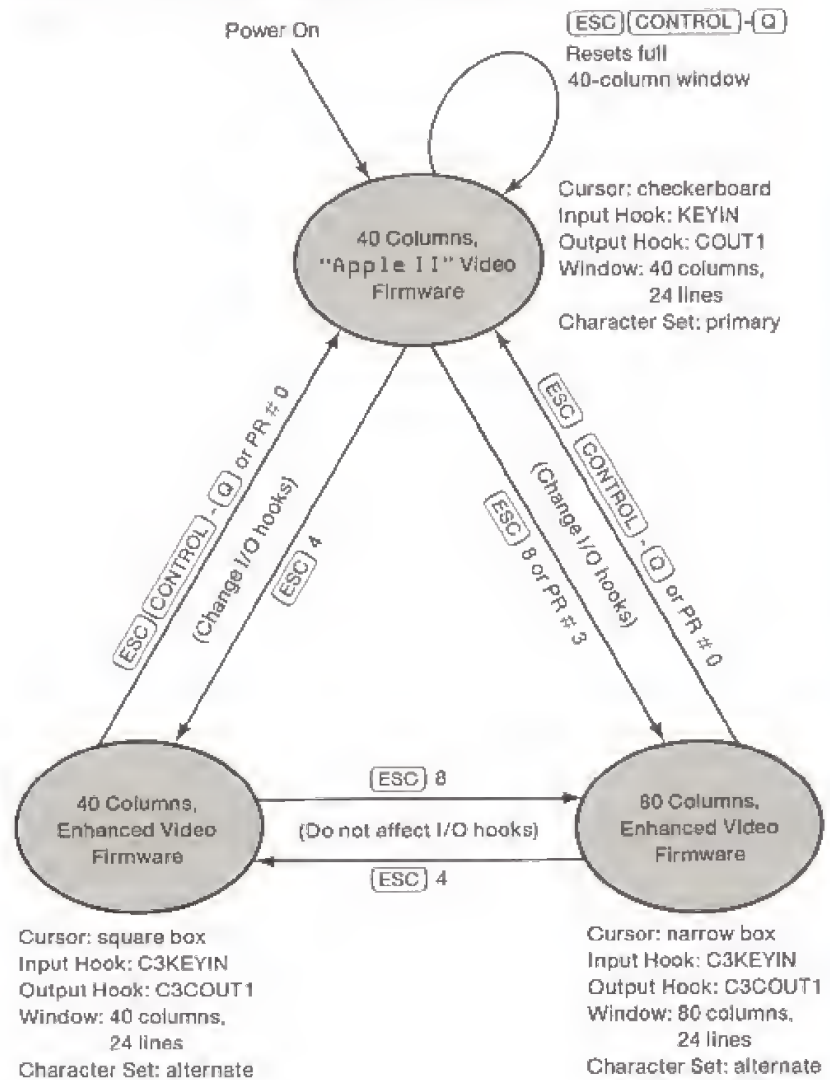 Power On
ESC CONTROL-Q
Resets full
40-column window
40 Columns,
"Apple II" Video
Firmware
Cursor: checkerboard
Input Hook: KEYIN
Output Hook: COUT1
Window: 40 columns,
24 lines
Character Set: primary
ESC CONTROL-Q or PR # 0
(Change I/O hooks)
ESC 4
ESC 8 or PR # 3
(Change I/O hooks)
ESC CONTROL-Q or PR # 0
40 Columns,
Enhanced Video
Firmware
ESC 8
(Do not affect I/O hooks)
ESC 4
80 Columns,
Enhanced Video
Firmware
Cursor: square box
Input Hook: C3KEYIN
Output Hook: C3COUT1
Window: 40 columns,
24 lines
Character Set: alternate
Cursor: narrow box
Input Hook: C3KEYIN
Output Hook: C3COUT1
Window: 80 columns,
24 lines
Character Set: alternate